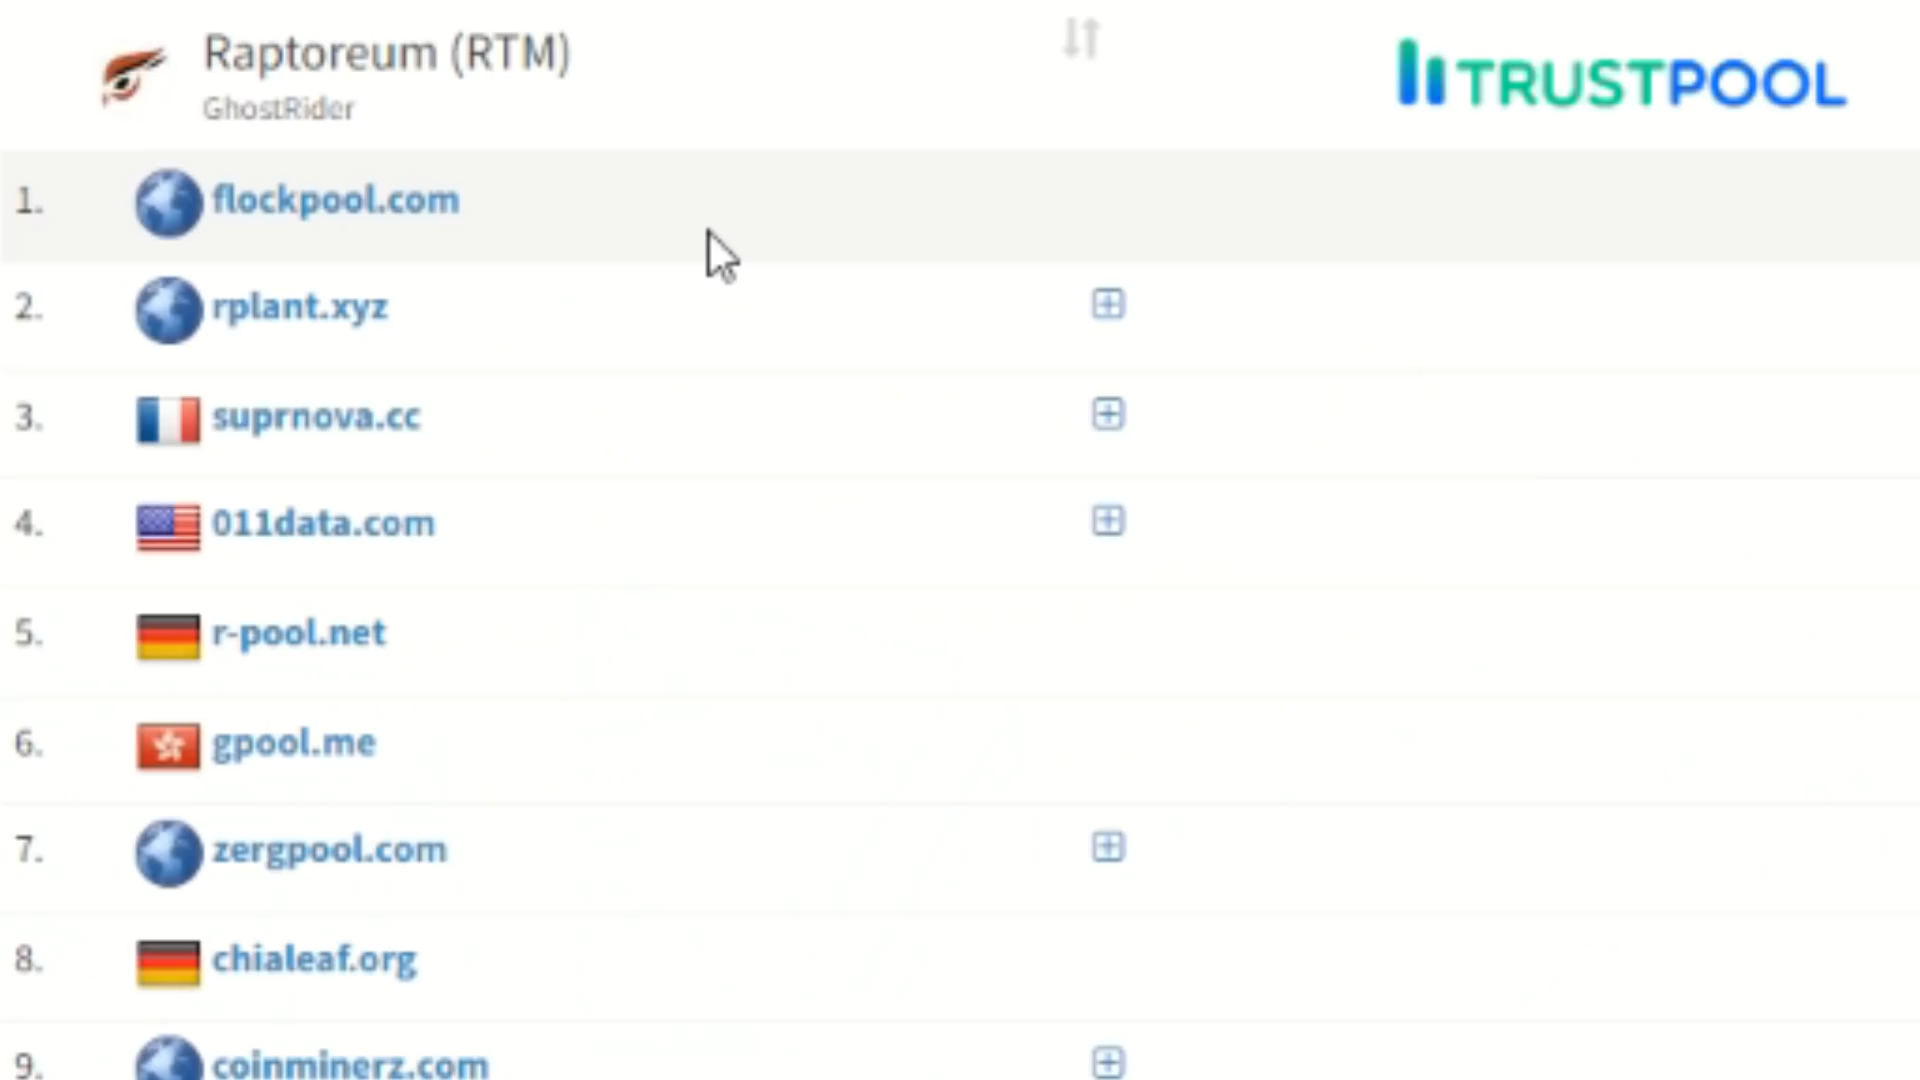 Raptoreum (RTM)
GhostRider
TRUSTPOOL
1. flockpool.com
2. rplant.xyz
3. suprnova.cc
4. 011data.com
5. r-pool.net
6. gpool.me
7. zergpool.com
8. chialeaf.org
9. coinminerz.com